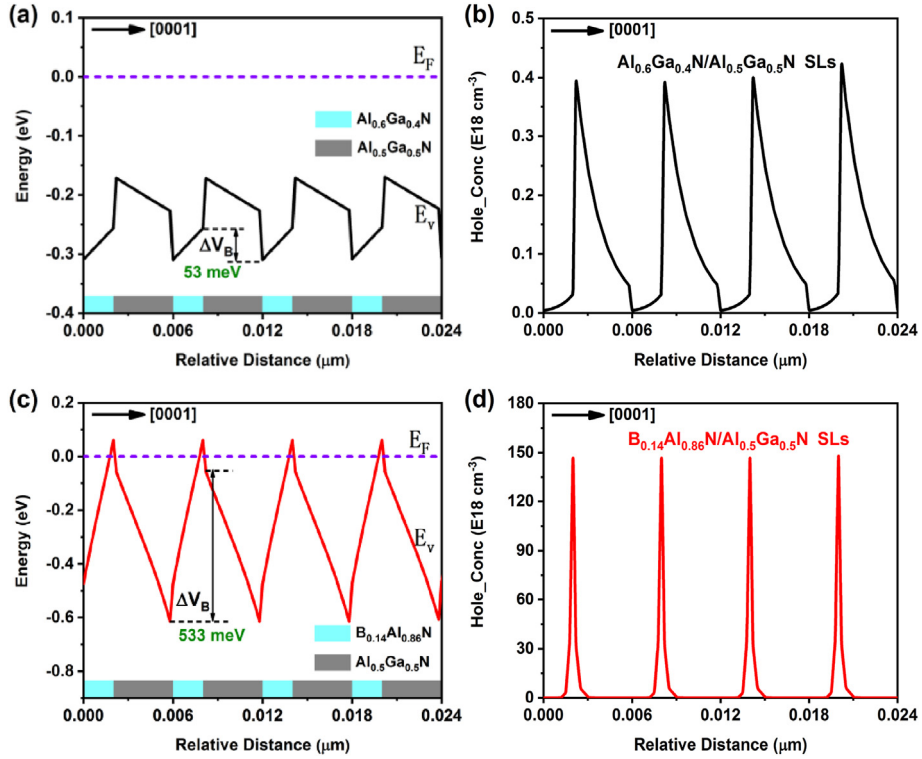 (a)
[0001]
E_F
Al0.6Ga0.4N
Al0.5Ga0.5N
E_v
ΔV_B
53 meV
0.1
0.0
-0.1
-0.2
-0.3
-0.4
Energy (eV)
0.000 0.006 0.012 0.018 0.024
Relative Distance (μm)
(b)
[0001]
Al0.6Ga0.4N/Al0.5Ga0.5N SLs
0.5
0.4
0.3
0.2
0.1
0.0
Hole_Conc (E18 cm-3)
0.000 0.006 0.012 0.018 0.024
Relative Distance (μm)
(c)
[0001]
E_F
E_v
ΔV_B
533 meV
B0.14Al0.86N
Al0.5Ga0.5N
0.2
0.0
-0.2
-0.4
-0.6
-0.8
Energy (eV)
0.000 0.006 0.012 0.018 0.024
Relative Distance (μm)
(d)
[0001]
B0.14Al0.86N/Al0.5Ga0.5N SLs
180
150
120
90
60
30
0
Hole_Conc (E18 cm-3)
0.000 0.006 0.012 0.018 0.024
Relative Distance (μm)